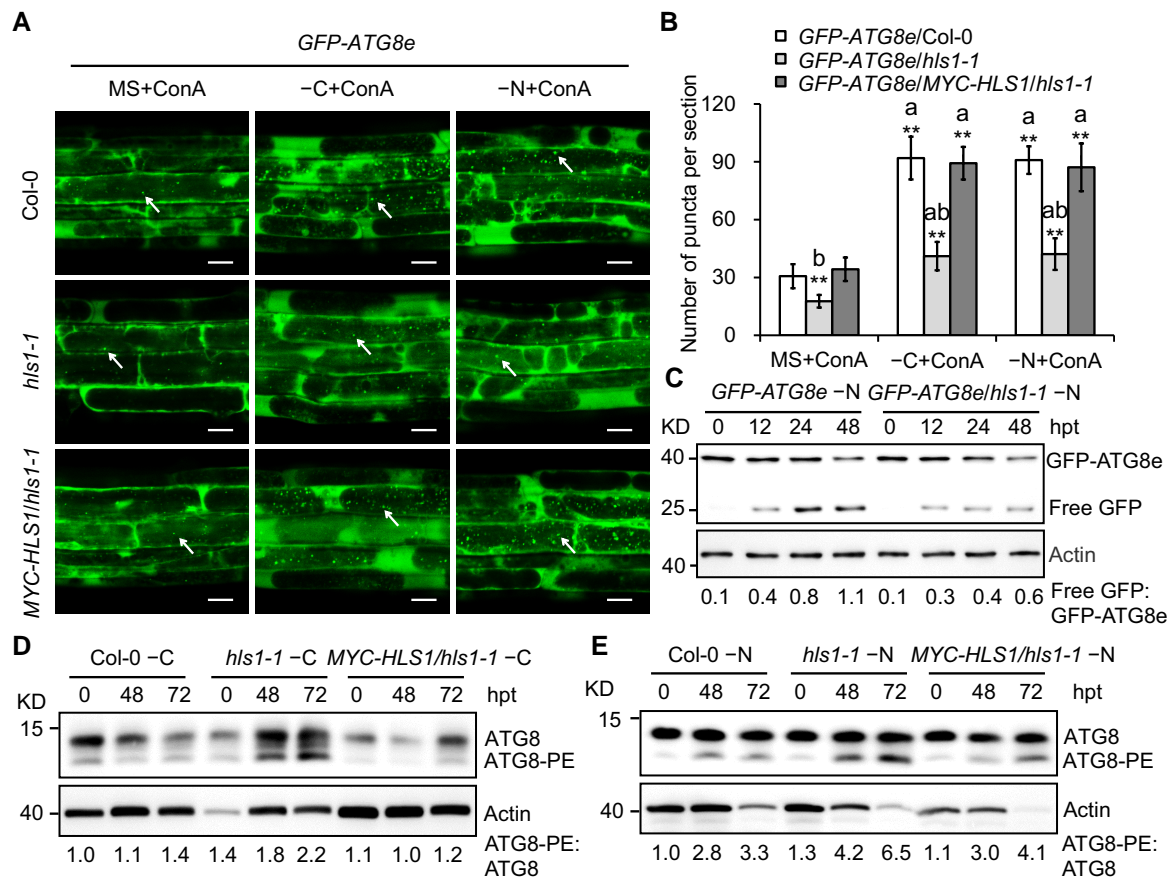 A
GFP-ATG8e
MS+ConA −C+ConA −N+ConA
Col-0
hls1-1
MYC-HLS1/hls1-1
B
GFP-ATG8e/Col-0
GFP-ATG8e/hls1-1
GFP-ATG8e/MYC-HLS1/hls1-1
Number of puncta per section
120
90
60
30
0
b
**
a
**
ab
**
a
**
a
**
ab
**
a
**
MS+ConA −C+ConA −N+ConA
C
GFP-ATG8e −N GFP-ATG8e/hls1-1 −N
KD 0 12 24 48 0 12 24 48 hpt
40 GFP-ATG8e
25 Free GFP
40 Actin
0.1 0.4 0.8 1.1 0.1 0.3 0.4 0.6 Free GFP:
GFP-ATG8e
D
Col-0 −C hls1-1 −C MYC-HLS1/hls1-1 −C
KD 0 48 72 0 48 72 0 48 72 hpt
15 ATG8
ATG8-PE
40 Actin
1.0 1.1 1.4 1.4 1.8 2.2 1.1 1.0 1.2 ATG8-PE:
ATG8
E
Col-0 −N hls1-1 −N MYC-HLS1/hls1-1 −N
KD 0 48 72 0 48 72 0 48 72 hpt
15 ATG8
ATG8-PE
40 Actin
1.0 2.8 3.3 1.3 4.2 6.5 1.1 3.0 4.1 ATG8-PE:
ATG8